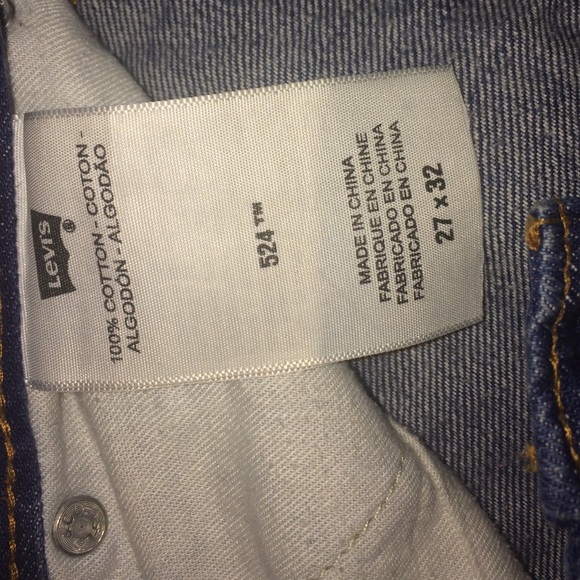 Levi's®
100% COTTON - COTON -
ALGODÓN - ALGODÃO
524™
MADE IN CHINA
FABRIQUE EN CHINE
FABRICADO EN CHINA
FABRICADO EN CHINA
27 x 32